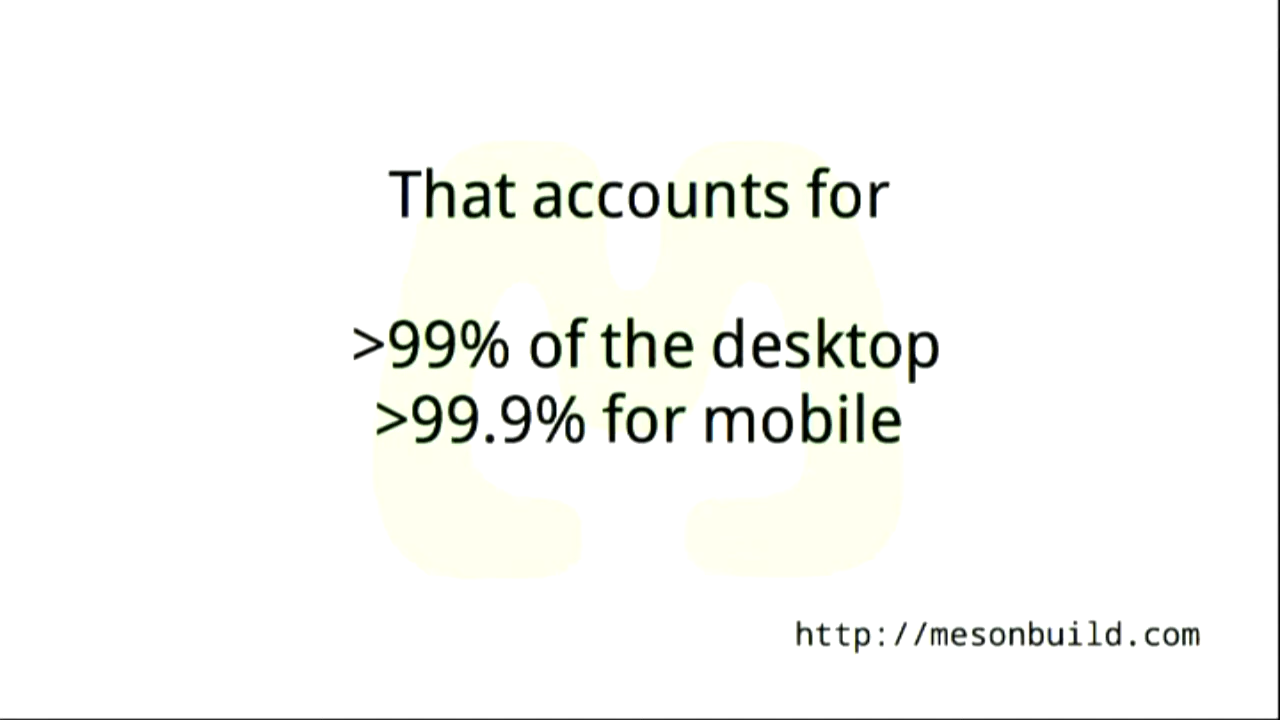 That accounts for
>99% of the desktop
>99.9% for mobile
http://mesonbuild.com